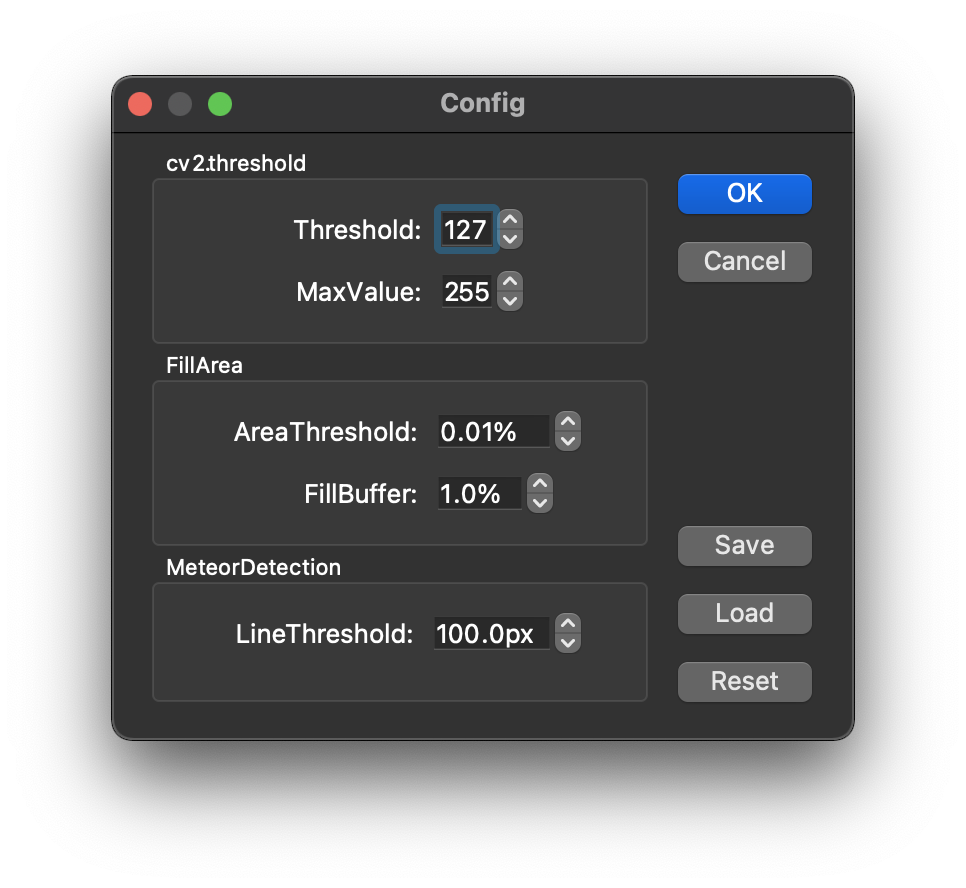 Config
cv2.threshold
Threshold: 127
MaxValue: 255
FillArea
AreaThreshold: 0.01%
FillBuffer: 1.0%
MeteorDetection
LineThreshold: 100.0px
OK
Cancel
Save
Load
Reset